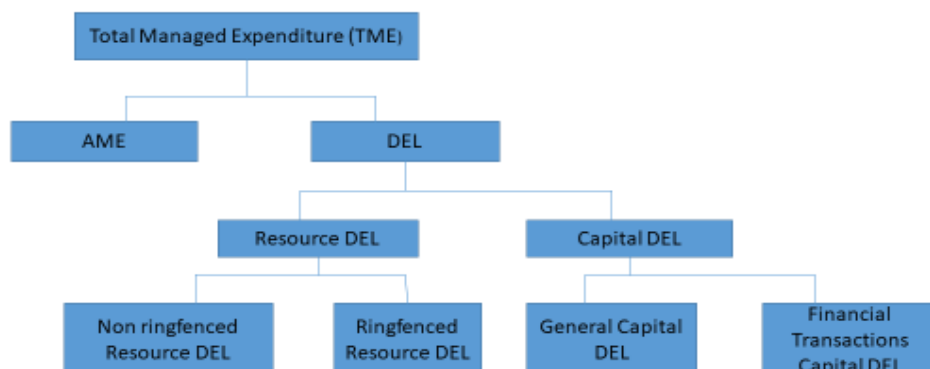 Total Managed Expenditure (TME)
AME
DEL
Resource DEL
Capital DEL
Non ringfenced
Resource DEL
Ringfenced
Resource DEL
General Capital
DEL
Financial
Transactions
Capital DEL